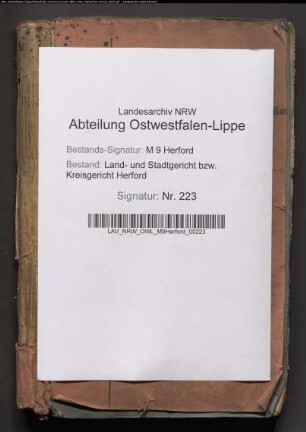 Landesarchiv NRW
Abteilung Ostwestfalen-Lippe
Bestands-Signatur: M 9 Herford
Bestand: Land- und Stadtgericht bzw.
Kreisgericht Herford
Signatur: Nr. 223
LAV_NRW_OWL_M9Herford_00223